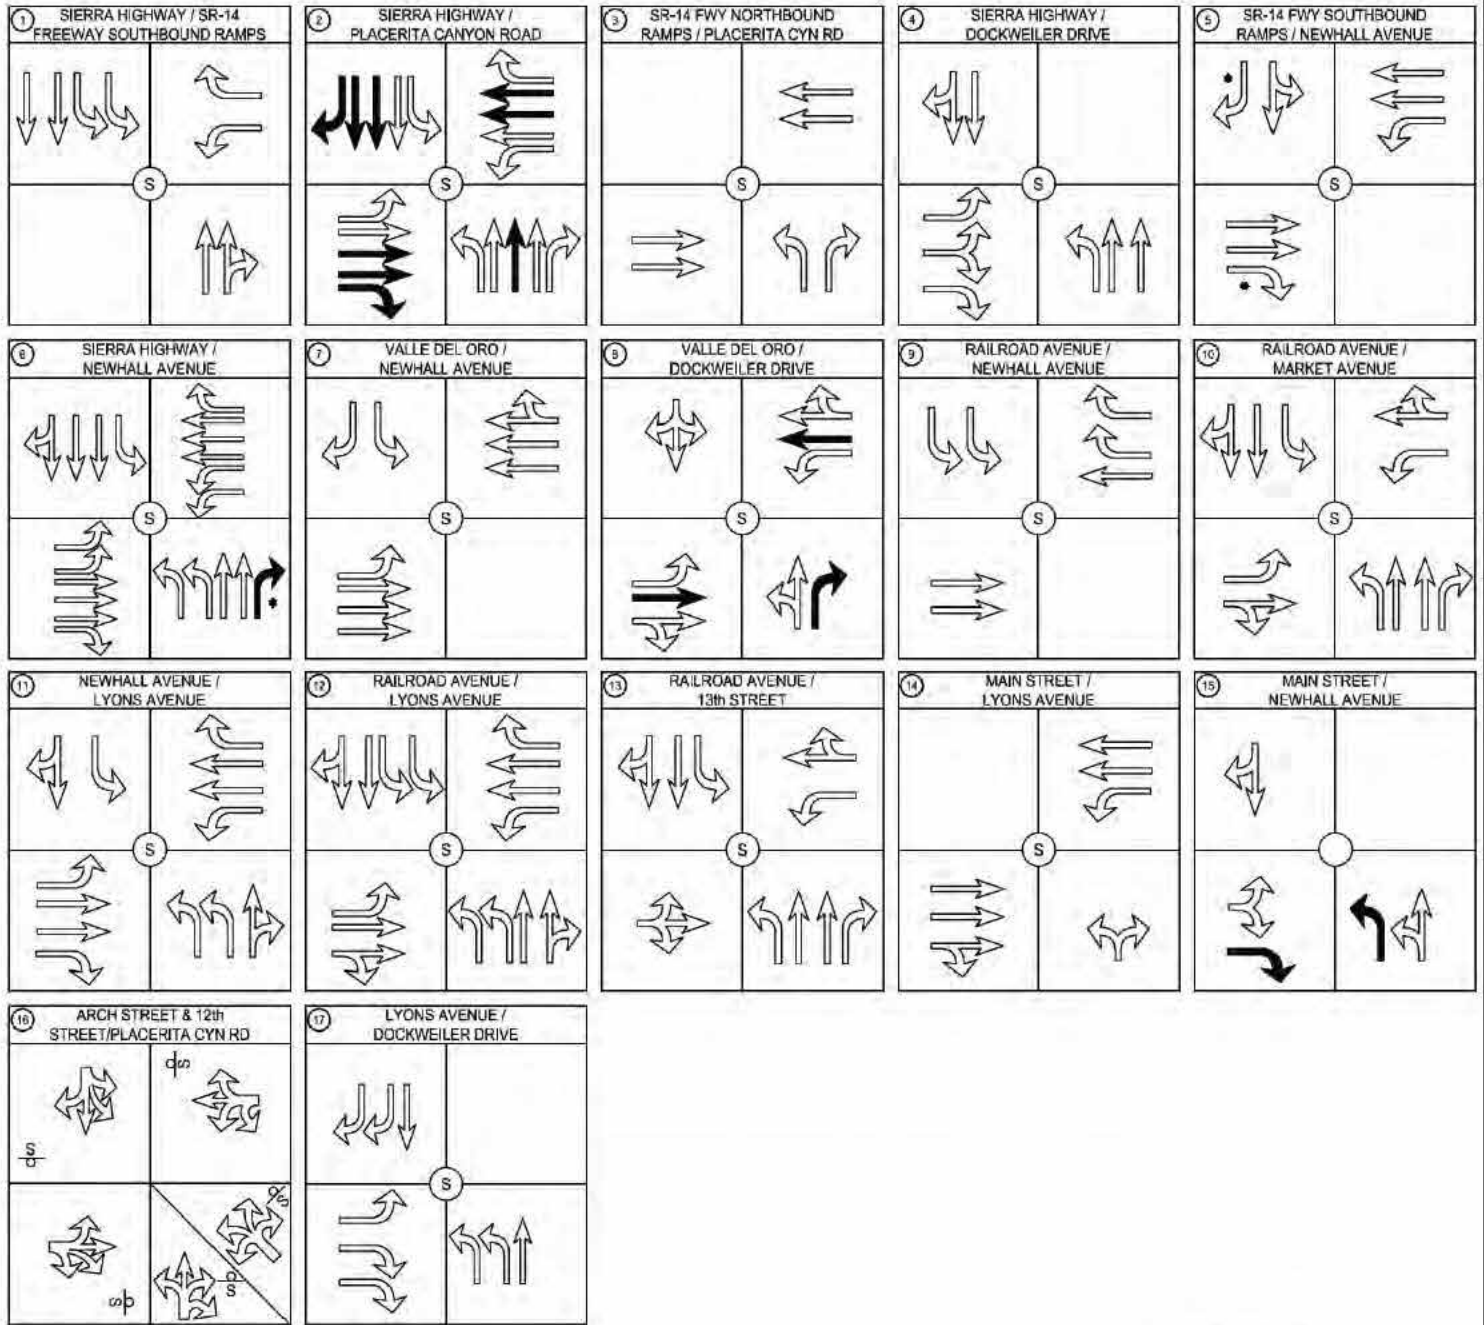 1
SIERRA HIGHWAY / SR-14
FREEWAY SOUTHBOUND RAMPS
S
2
SIERRA HIGHWAY /
PLACERITA CANYON ROAD
S
3
SR-14 FWY NORTHBOUND
RAMPS / PLACERITA CYN RD
S
4
SIERRA HIGHWAY /
DOCKWEILER DRIVE
S
5
SR-14 FWY SOUTHBOUND
RAMPS / NEWHALL AVENUE
*
*
S
6
SIERRA HIGHWAY /
NEWHALL AVENUE
S
*
7
VALLE DEL ORO /
NEWHALL AVENUE
S
8
VALLE DEL ORO /
DOCKWEILER DRIVE
S
9
RAILROAD AVENUE /
NEWHALL AVENUE
S
10
RAILROAD AVENUE /
MARKET AVENUE
S
11
NEWHALL AVENUE /
LYONS AVENUE
S
12
RAILROAD AVENUE /
LYONS AVENUE
S
13
RAILROAD AVENUE /
13th STREET
S
14
MAIN STREET /
LYONS AVENUE
S
15
MAIN STREET /
NEWHALL AVENUE
16
ARCH STREET & 12th
STREET/PLACERITA CYN RD
S
S
S
S
S
17
LYONS AVENUE /
DOCKWEILER DRIVE
S